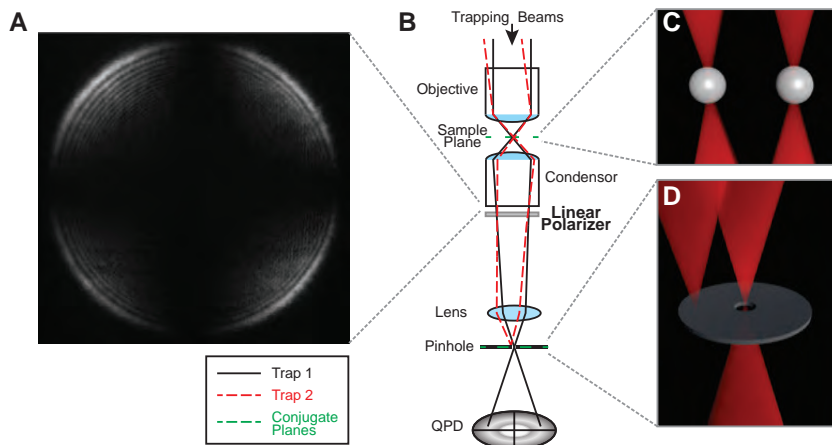 A
B
Trapping Beams
Objective
Sample
Plane
Condensor
Linear
Polarizer
Lens
Pinhole
QPD
Trap 1
Trap 2
Conjugate
Planes
C
D